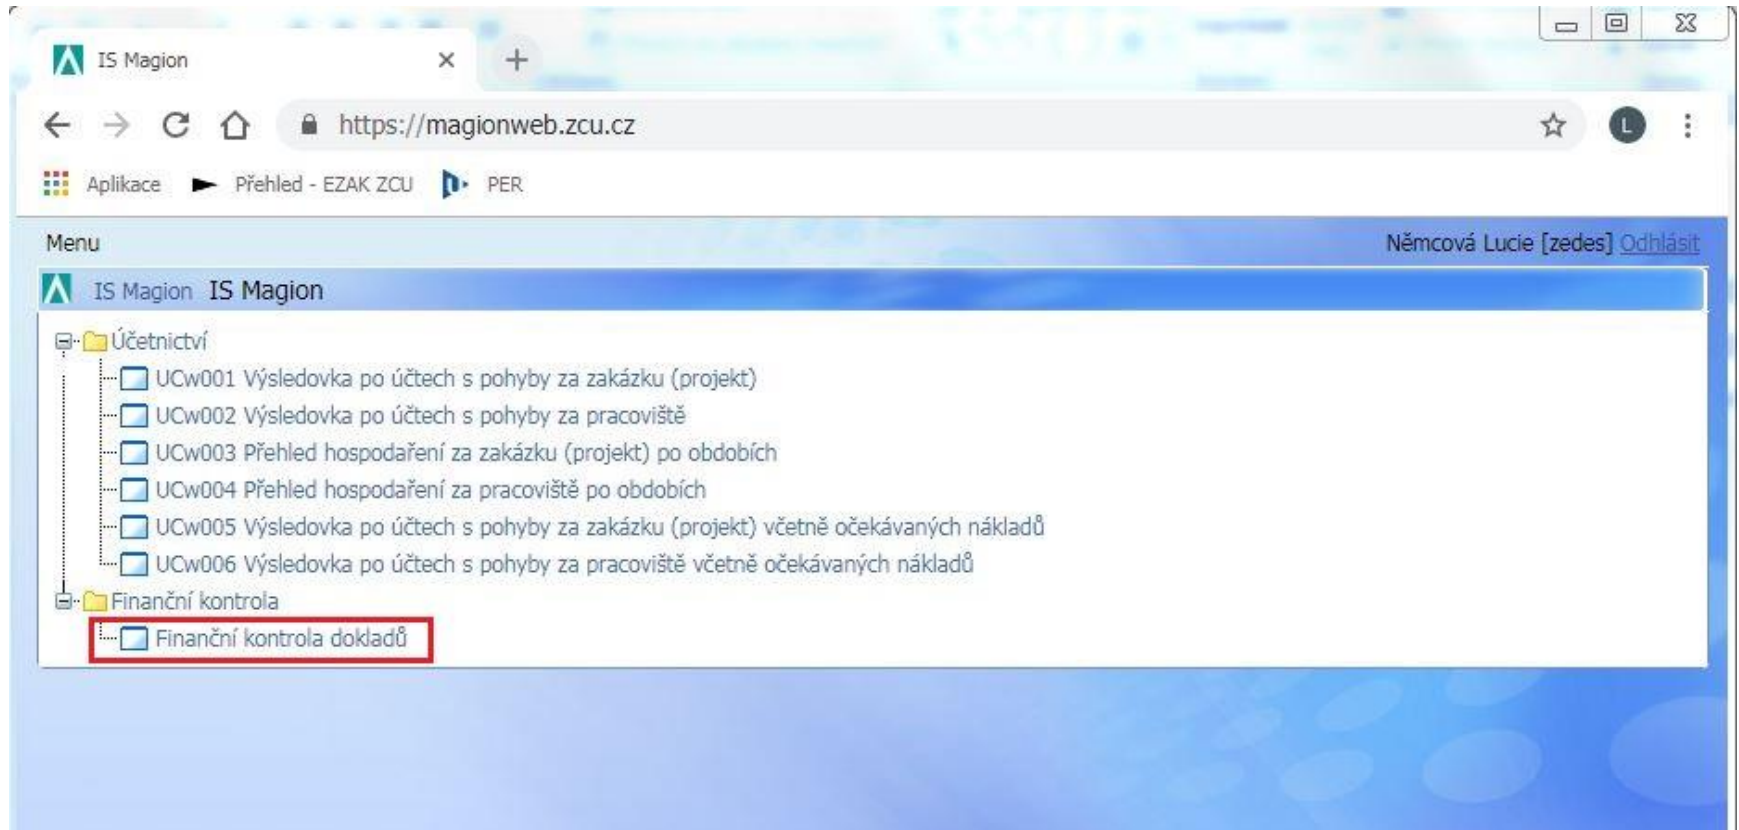 IS Magion
https://magionweb.zcu.cz
L
Aplikace Přehled - EZAK ZCU PER
Menu Němcová Lucie [zedes] Odhlásit
IS Magion IS Magion
Účetnictví
UCw001 Výsledovka po účtech s pohyby za zakázku (projekt)
UCw002 Výsledovka po účtech s pohyby za pracoviště
UCw003 Přehled hospodaření za zakázku (projekt) po obdobích
UCw004 Přehled hospodaření za pracoviště po obdobích
UCw005 Výsledovka po účtech s pohyby za zakázku (projekt) včetně očekávaných nákladů
UCw006 Výsledovka po účtech s pohyby za pracoviště včetně očekávaných nákladů
Finanční kontrola
Finanční kontrola dokladů